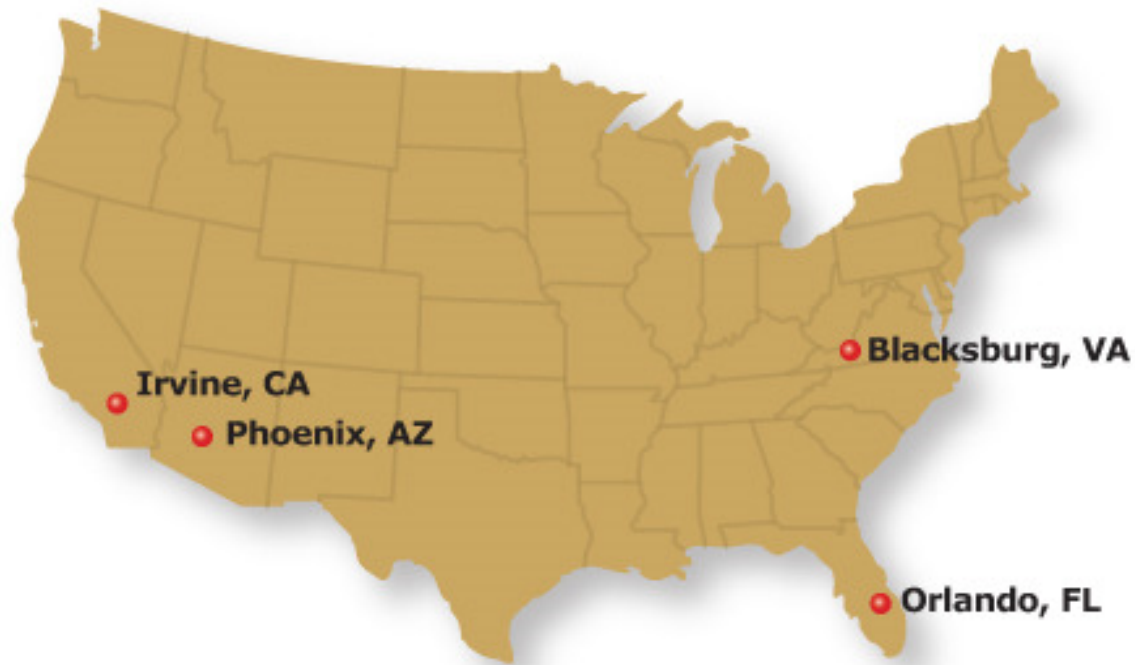 Blacksburg, VA
Irvine, CA
Phoenix, AZ
Orlando, FL